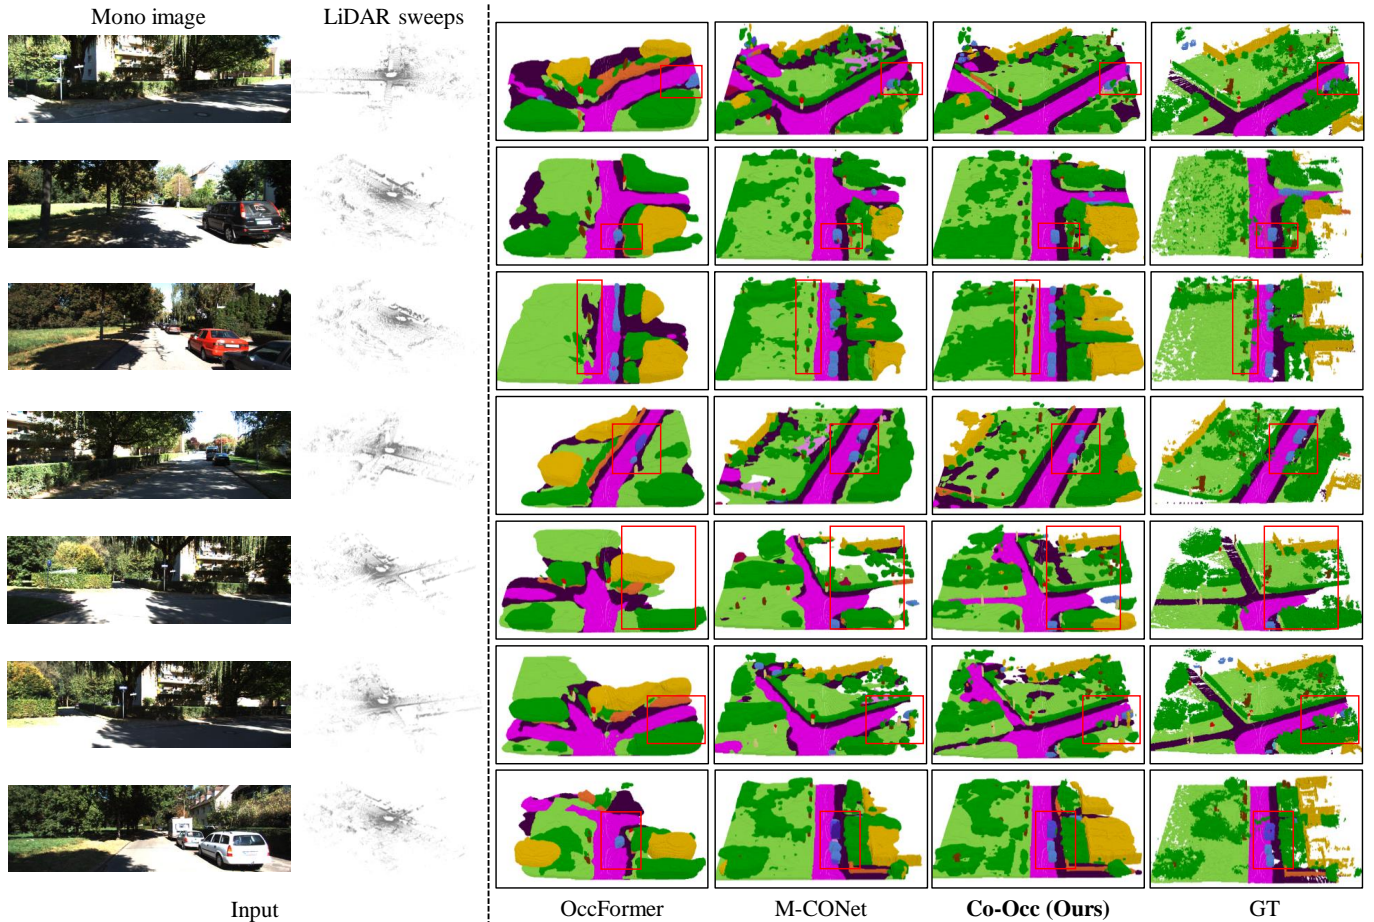 Mono image
LiDAR sweeps
Input
OccFormer
M-CONet
Co-Occ (Ours)
GT